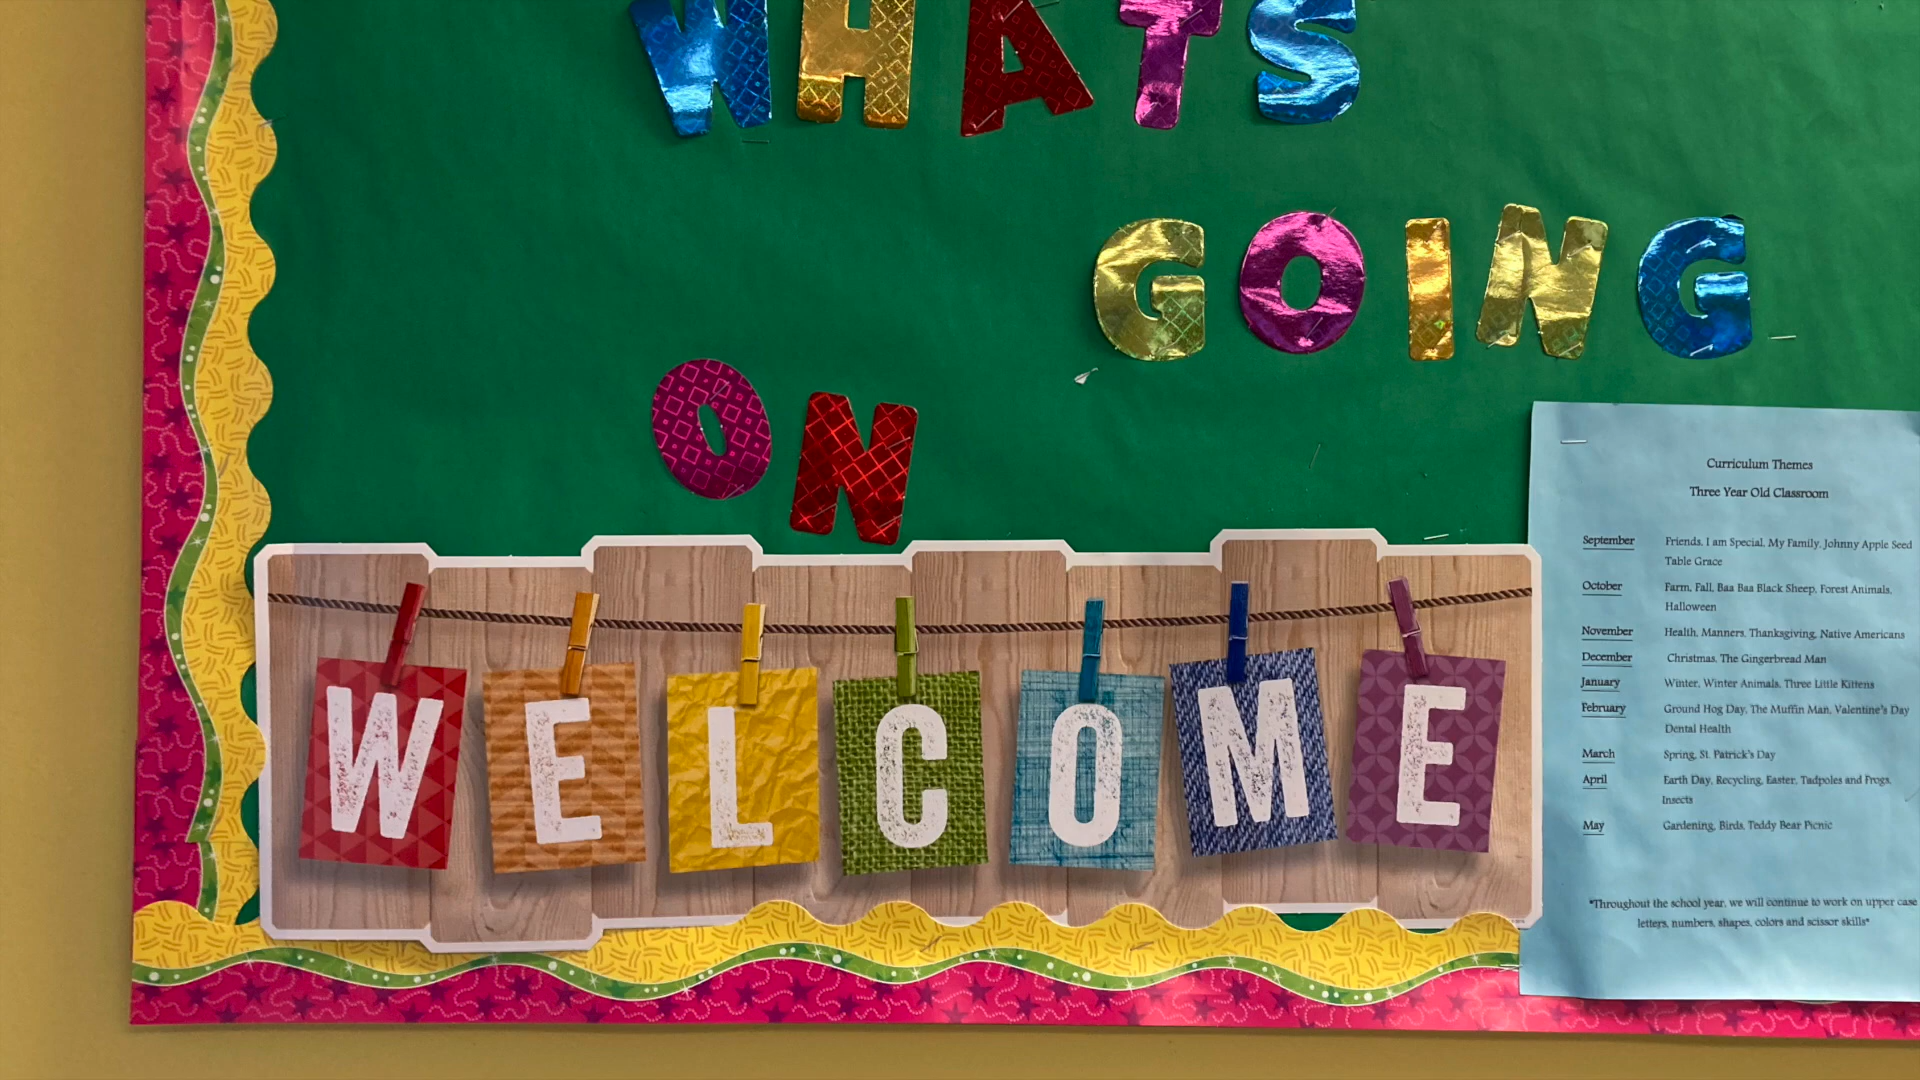 WHATS
GOING
ON
WELCOME
Curriculum Themes
Three Year Old Classroom
September Friends, I am Special, My Family, Johnny Apple Seed
Table Grace
October Farm, Fall, Baa Baa Black Sheep, Forest Animals,
Halloween
November Health, Manners, Thanksgiving, Native Americans
December Christmas, The Gingerbread Man
January Winter, Winter Animals, Three Little Kittens
February Ground Hog Day, The Muffin Man, Valentine's Day
Dental Health
March Spring, St. Patrick's Day
April Earth Day, Recycling, Easter, Tadpoles and Frogs,
Insects
May Gardening, Birds, Teddy Bear Picnic
*Throughout the school year, we will continue to work on upper case
letters, numbers, shapes, colors and scissor skills*